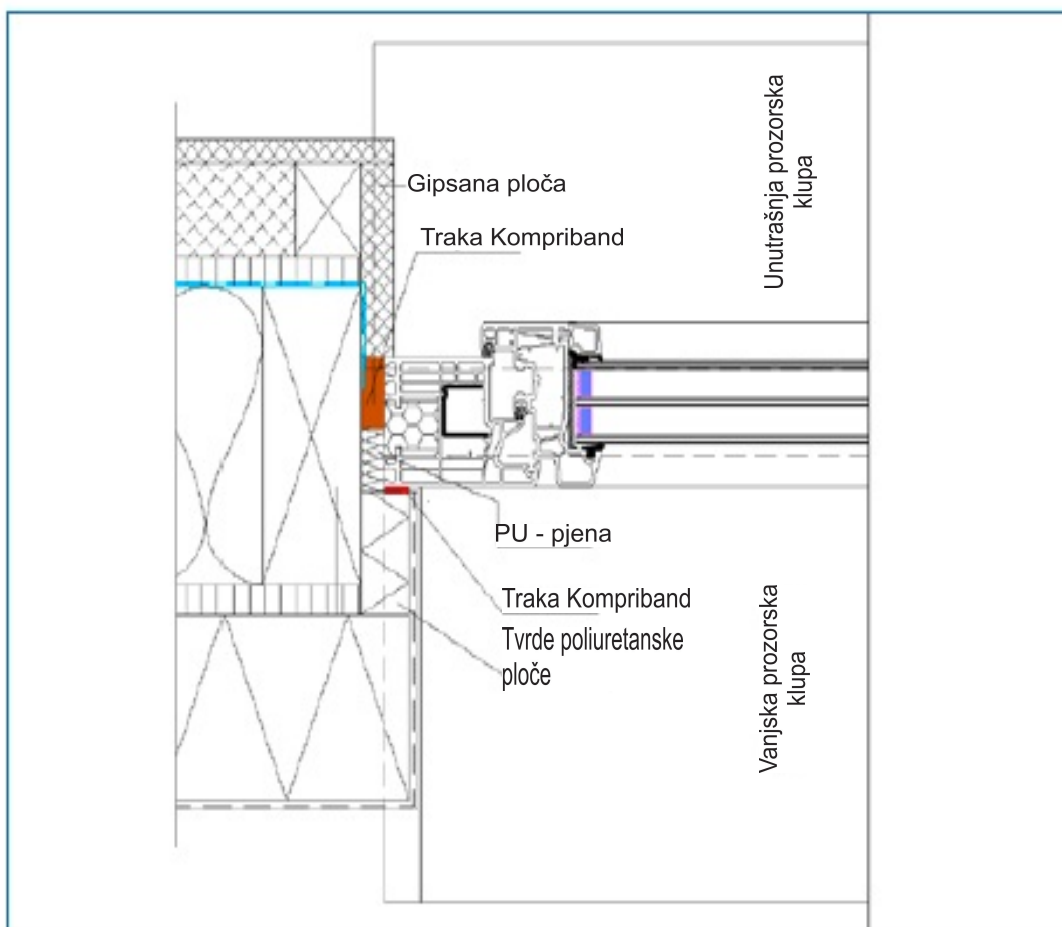 Unutrašnja prozorska
klupa
Gipsana ploča
Traka Kompriband
PU - pjena
Traka Kompriband
Tvrde poliuretanske
ploče
Vanjska prozorska
klupa